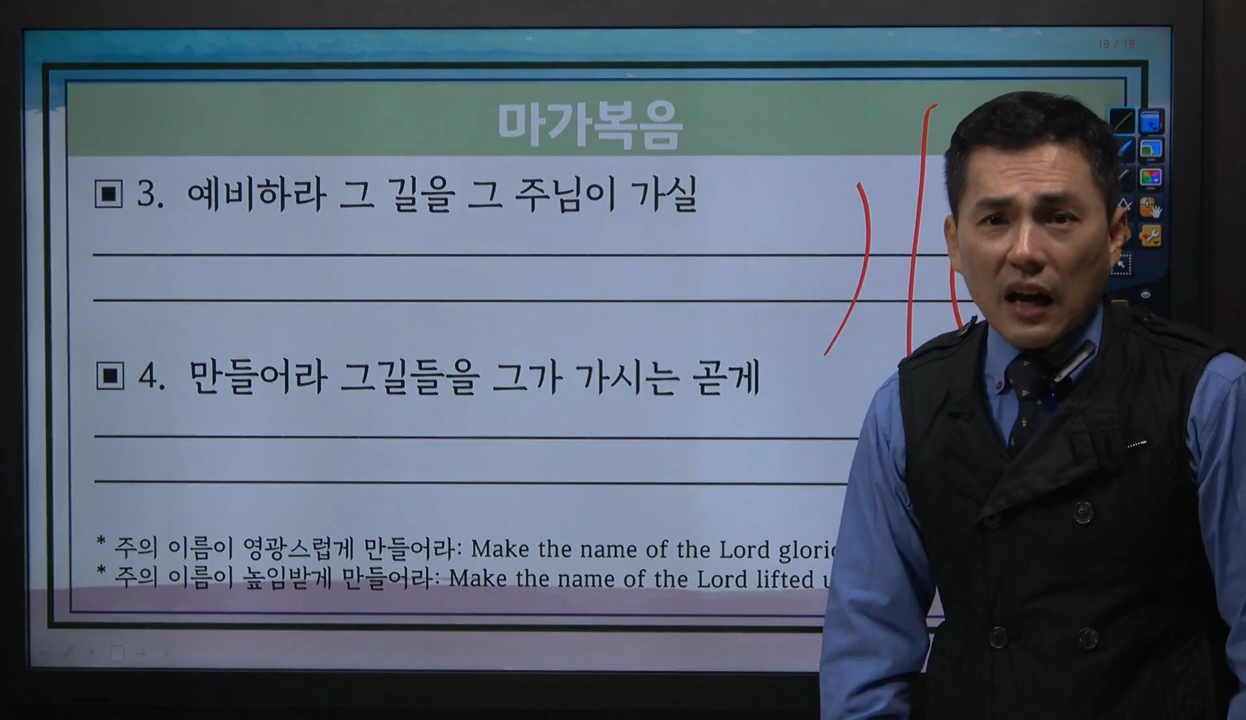 19 / 19
마가복음
▣ 3. 예비하라 그 길을 그 주님이 가실
▣ 4. 만들어라 그길들을 그가 가시는 곧게
* 주의 이름이 영광스럽게 만들어라: Make the name of the Lord
* 주의 이름이 높임받게 만들어라: Make the name of the Lord lifted